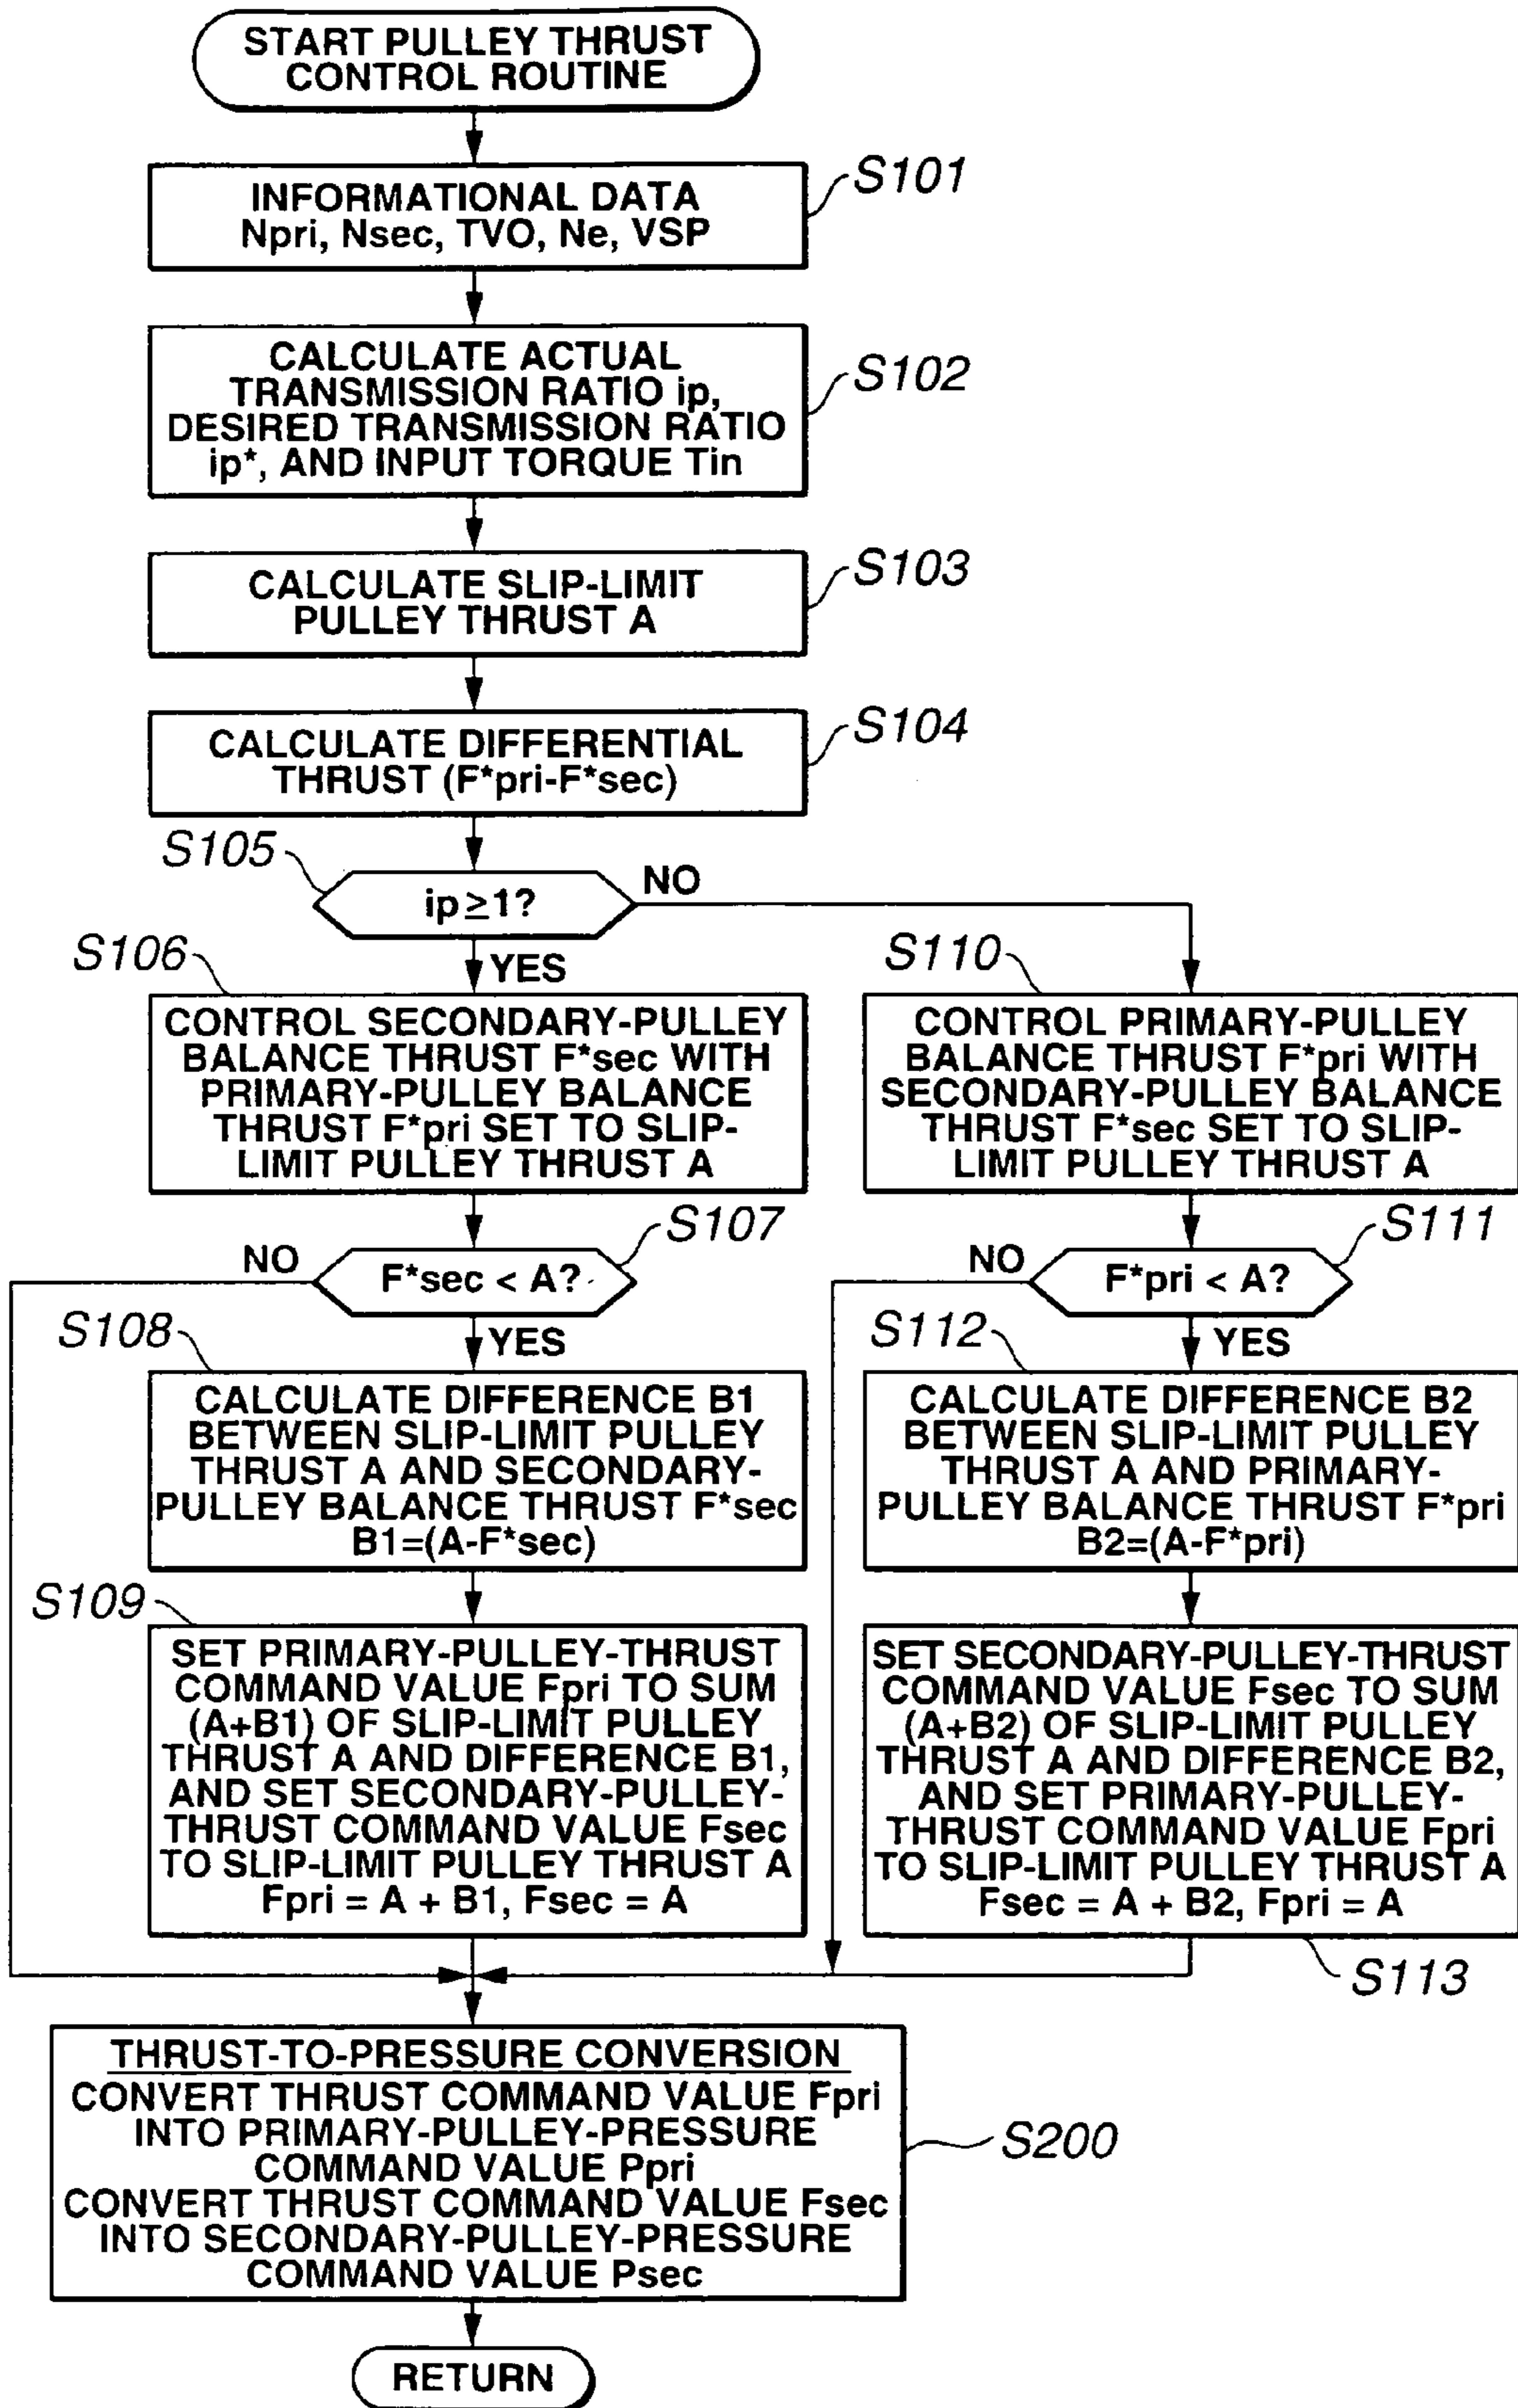 START PULLEY THRUST
CONTROL ROUTINE
INFORMATIONAL DATA
Npri, Nsec, TVO, Ne, VSP
S101
CALCULATE ACTUAL
TRANSMISSION RATIO ip,
DESIRED TRANSMISSION RATIO
ip*, AND INPUT TORQUE Tin
S102
CALCULATE SLIP-LIMIT
PULLEY THRUST A
S103
CALCULATE DIFFERENTIAL
THRUST (F*pri-F*sec)
S104
S105
ip≥1?
NO
YES
S106
CONTROL SECONDARY-PULLEY
BALANCE THRUST F*sec WITH
PRIMARY-PULLEY BALANCE
THRUST F*pri SET TO SLIP-
LIMIT PULLEY THRUST A
S110
CONTROL PRIMARY-PULLEY
BALANCE THRUST F*pri WITH
SECONDARY-PULLEY BALANCE
THRUST F*sec SET TO SLIP-
LIMIT PULLEY THRUST A
S107
NO
F*sec < A?
YES
S111
NO
F*pri < A?
YES
S108
CALCULATE DIFFERENCE B1
BETWEEN SLIP-LIMIT PULLEY
THRUST A AND SECONDARY-
PULLEY BALANCE THRUST F*sec
B1=(A-F*sec)
S112
CALCULATE DIFFERENCE B2
BETWEEN SLIP-LIMIT PULLEY
THRUST A AND PRIMARY-
PULLEY BALANCE THRUST F*pri
B2=(A-F*pri)
S109
SET PRIMARY-PULLEY-THRUST
COMMAND VALUE Fpri TO SUM
(A+B1) OF SLIP-LIMIT PULLEY
THRUST A AND DIFFERENCE B1,
AND SET SECONDARY-PULLEY-
THRUST COMMAND VALUE Fsec
TO SLIP-LIMIT PULLEY THRUST A
Fpri = A + B1, Fsec = A
SET SECONDARY-PULLEY-THRUST
COMMAND VALUE Fsec TO SUM
(A+B2) OF SLIP-LIMIT PULLEY
THRUST A AND DIFFERENCE B2,
AND SET PRIMARY-PULLEY-
THRUST COMMAND VALUE Fpri
TO SLIP-LIMIT PULLEY THRUST A
Fsec = A + B2, Fpri = A
S113
THRUST-TO-PRESSURE CONVERSION
CONVERT THRUST COMMAND VALUE Fpri
INTO PRIMARY-PULLEY-PRESSURE
COMMAND VALUE Ppri
CONVERT THRUST COMMAND VALUE Fsec
INTO SECONDARY-PULLEY-PRESSURE
COMMAND VALUE Psec
S200
RETURN